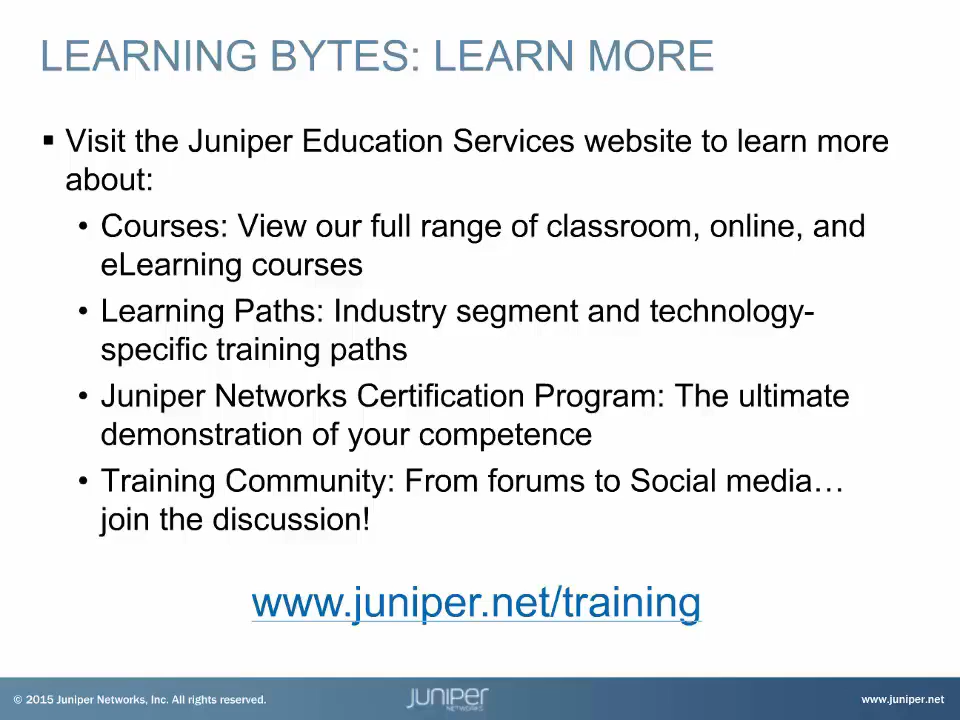 LEARNING BYTES: LEARN MORE
▪ Visit the Juniper Education Services website to learn more
about:
• Courses: View our full range of classroom, online, and
eLearning courses
• Learning Paths: Industry segment and technology-
specific training paths
• Juniper Networks Certification Program: The ultimate
demonstration of your competence
• Training Community: From forums to Social media…
join the discussion!
www.juniper.net/training
© 2015 Juniper Networks, Inc. All rights reserved.
JUNIPER
NETWORKS
www.juniper.net